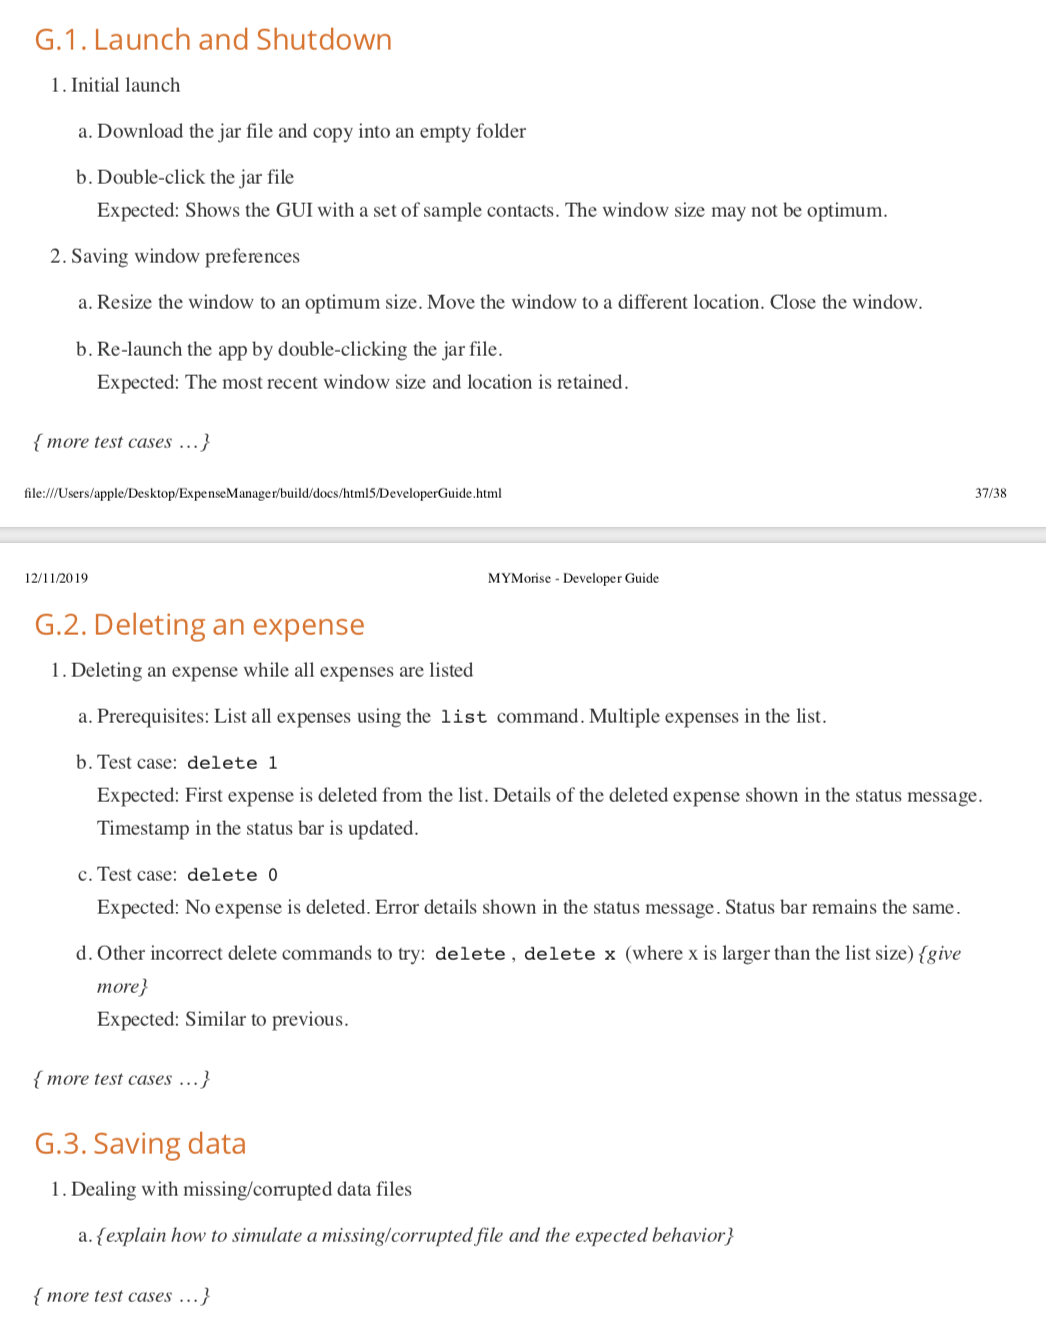 G.1. Launch and Shutdown
1. Initial launch
a. Download the jar file and copy into an empty folder
b. Double-click the jar file
Expected: Shows the GUI with a set of sample contacts. The window size may not be optimum.
2. Saving window preferences
a. Resize the window to an optimum size. Move the window to a different location. Close the window.
b. Re-launch the app by double-clicking the jar file.
Expected: The most recent window size and location is retained.
{ more test cases …}
file:///Users/apple/Desktop/ExpenseManager/build/docs/html5/DeveloperGuide.html 37/38
12/11/2019 MYMorise - Developer Guide
G.2. Deleting an expense
1. Deleting an expense while all expenses are listed
a. Prerequisites: List all expenses using the list command. Multiple expenses in the list.
b. Test case: delete 1
Expected: First expense is deleted from the list. Details of the deleted expense shown in the status message.
Timestamp in the status bar is updated.
c. Test case: delete 0
Expected: No expense is deleted. Error details shown in the status message. Status bar remains the same.
d. Other incorrect delete commands to try: delete, delete x (where x is larger than the list size) {give
more}
Expected: Similar to previous.
{ more test cases …}
G.3. Saving data
1. Dealing with missing/corrupted data files
a. {explain how to simulate a missing/corrupted file and the expected behavior}
{ more test cases …}